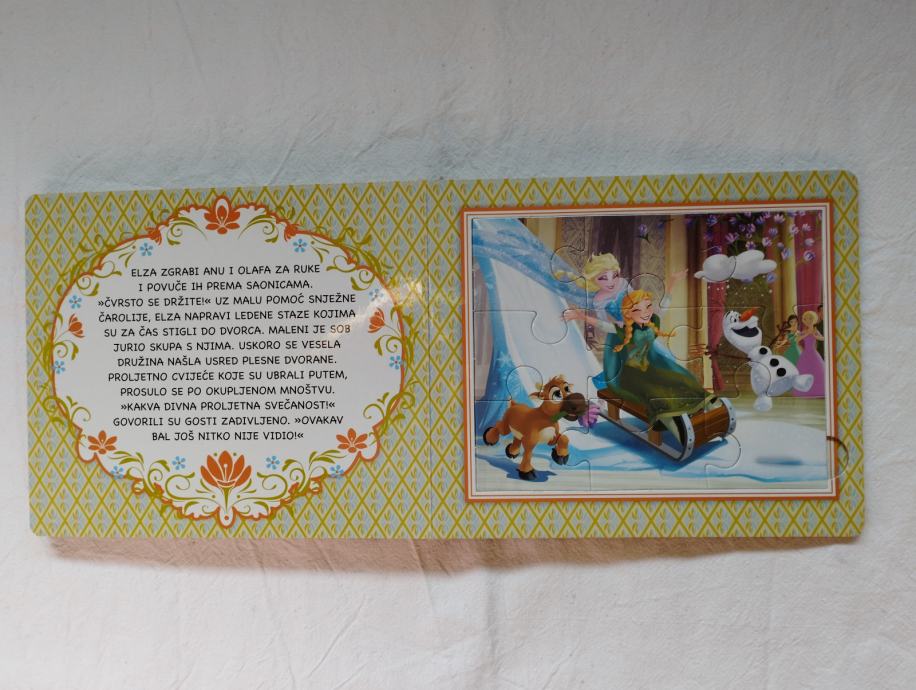 ELZA ZGRABI ANU I OLAFA ZA RUKE
I POVUČE IH PREMA SAONICAMA.
»ČVRSTO SE DRŽITE!« UZ MALU POMOĆ SNJEŽNE
ČAROLIJE, ELZA NAPRAVI LEDENE STAZE KOJIMA
SU ZA ČAS STIGLI DO DVORCA. MALENI JE SOB
JURIO SKUPA S NJIMA. USKORO SE VESELA
DRUŽINA NAŠLA USRED PLESNE DVORANE.
PROLJETNO CVIJEĆE KOJE SU UBRALI PUTEM,
PROSULO SE PO OKUPLJENOM MNOŠTVU.
»KAKVA DIVNA PROLJETNA SVEČANOST!«
GOVORILI SU GOSTI ZADIVLJENO. »OVAKAV
BAL JOŠ NITKO NIJE VIDIO!«